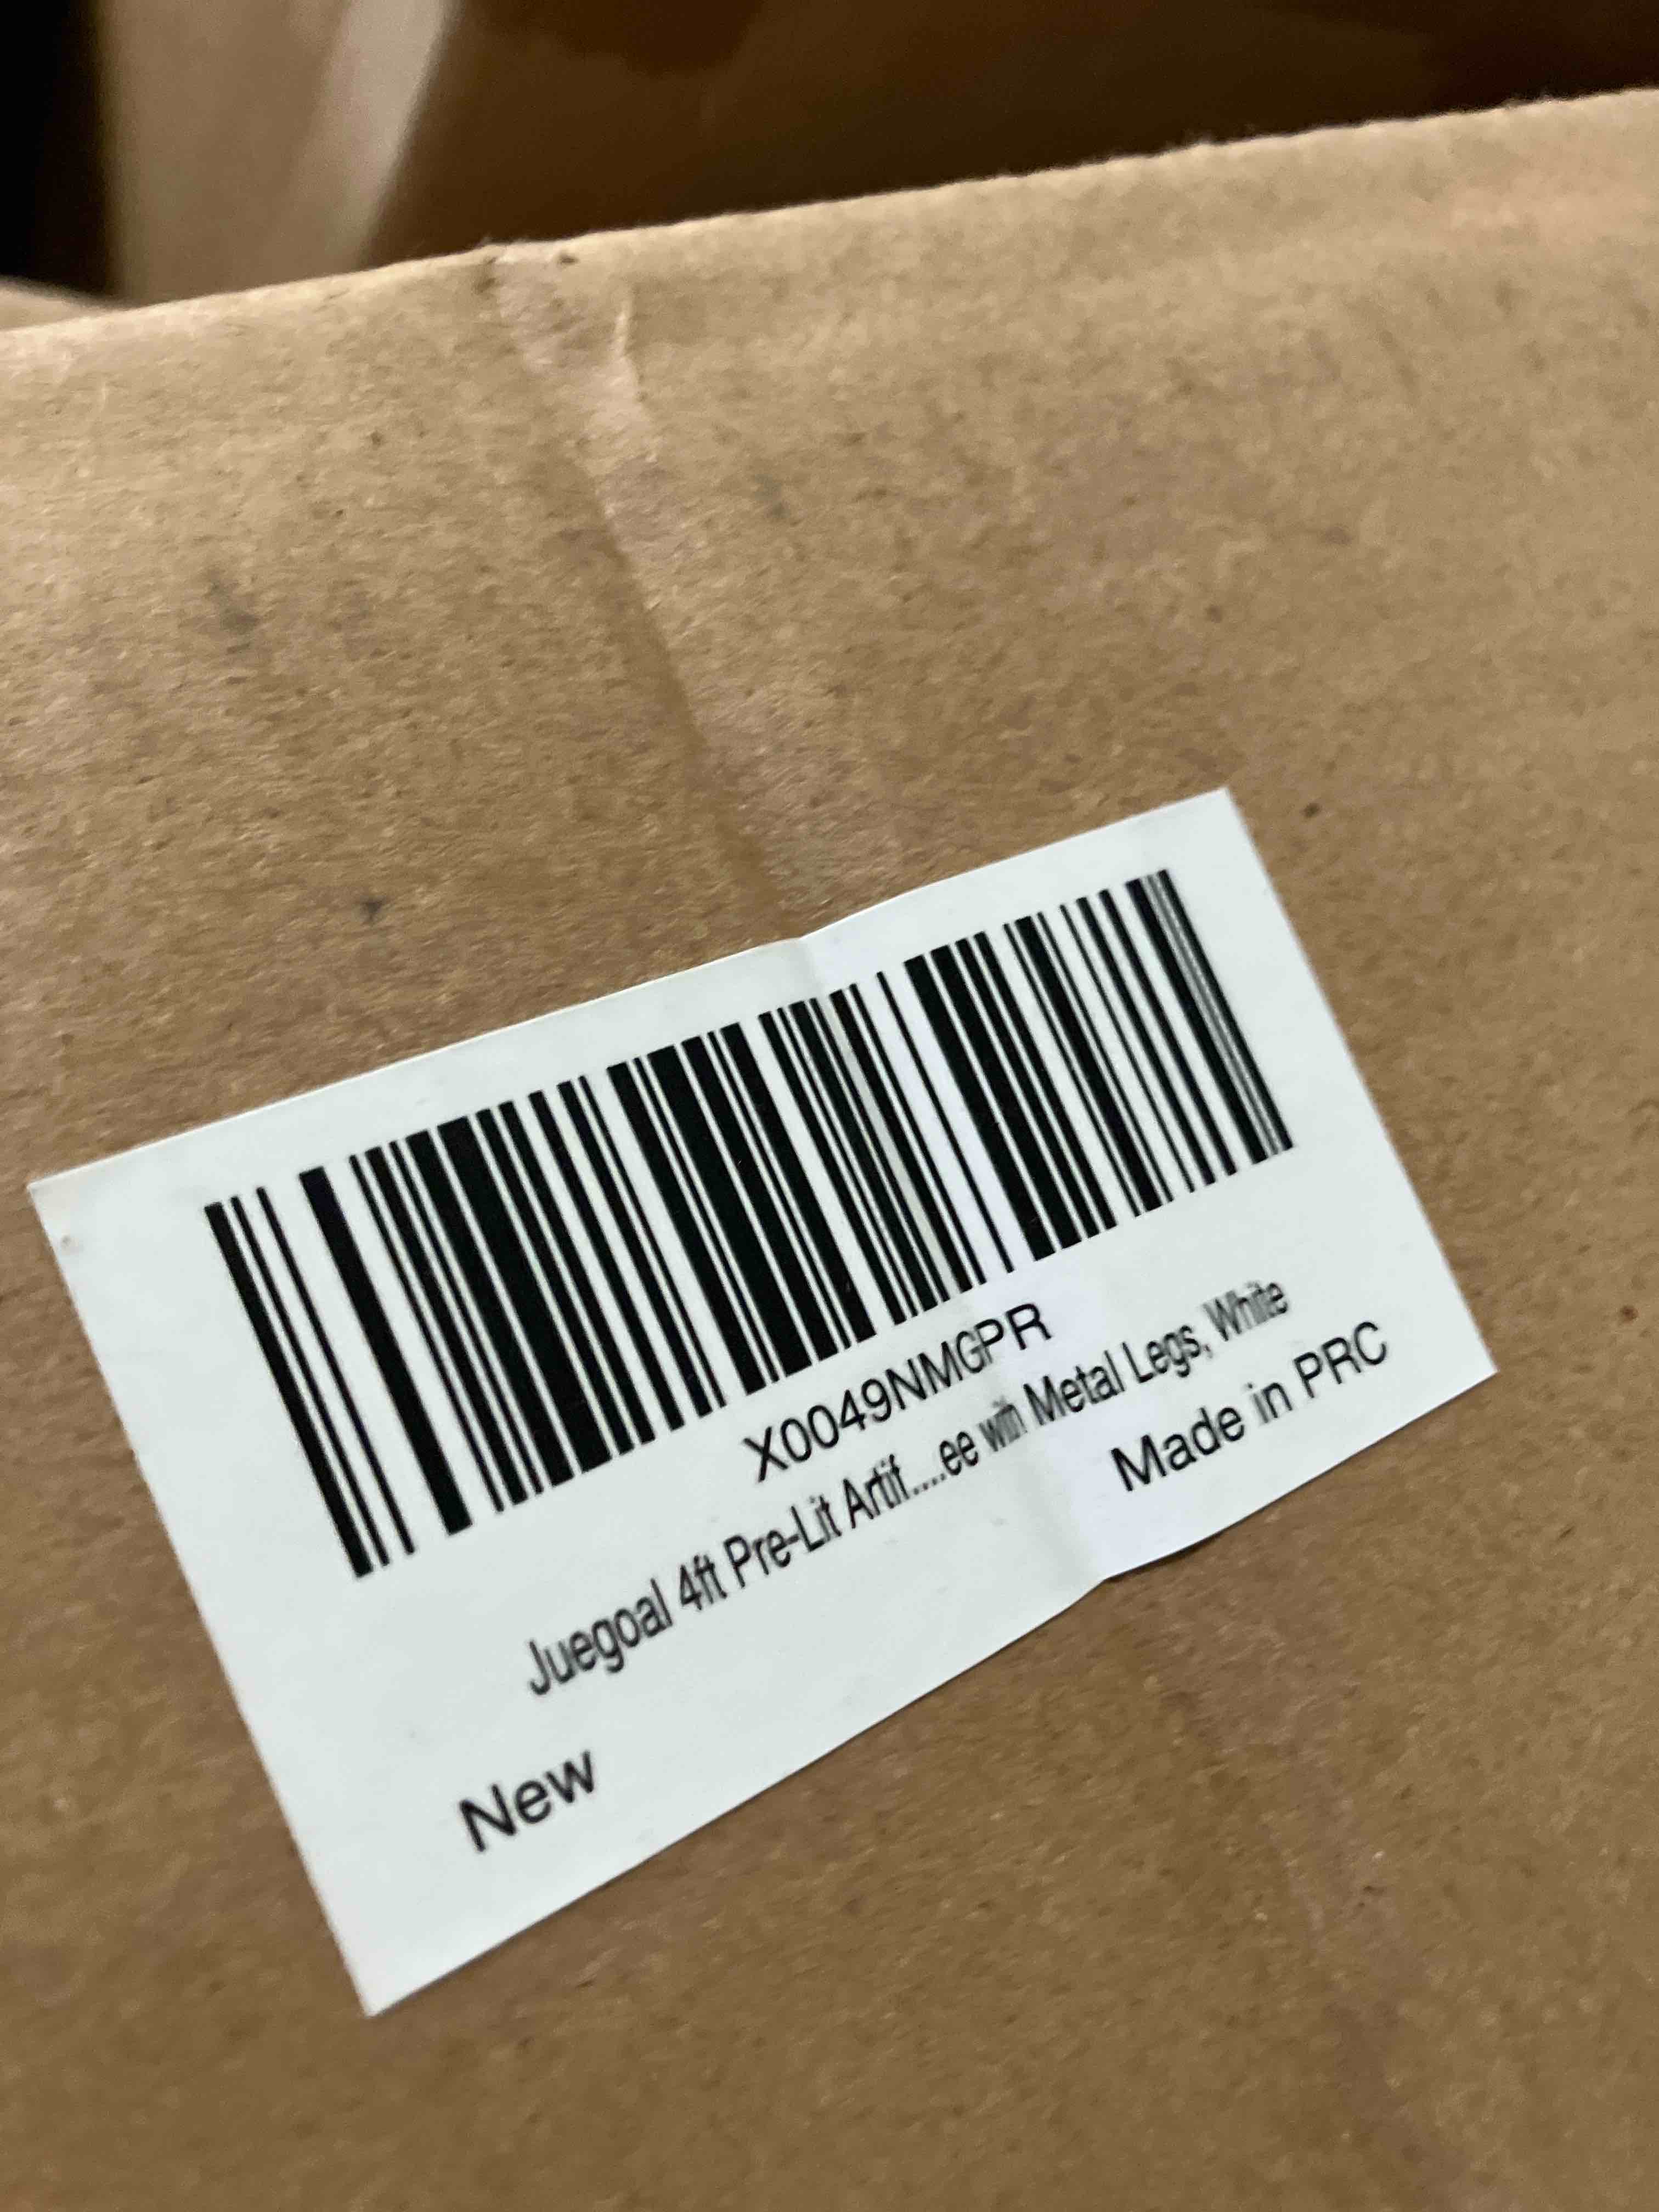 X0049NMGPR
Juegoal 4ft Pre-Lit Artif....ee with Metal Legs, White
New
Made in PRC